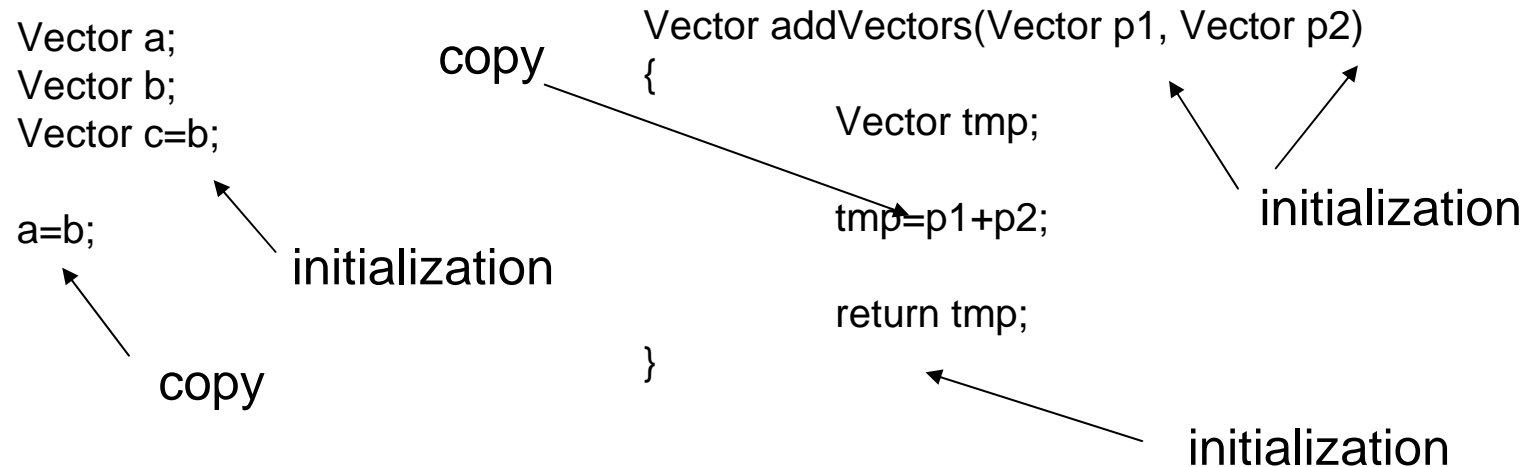 Vector a;
Vector b;
Vector c=b;
a=b;
initialization
copy
copy
Vector addVectors(Vector p1, Vector p2)
{
Vector tmp;
tmp=p1+p2;
return tmp;
}
initialization
initialization